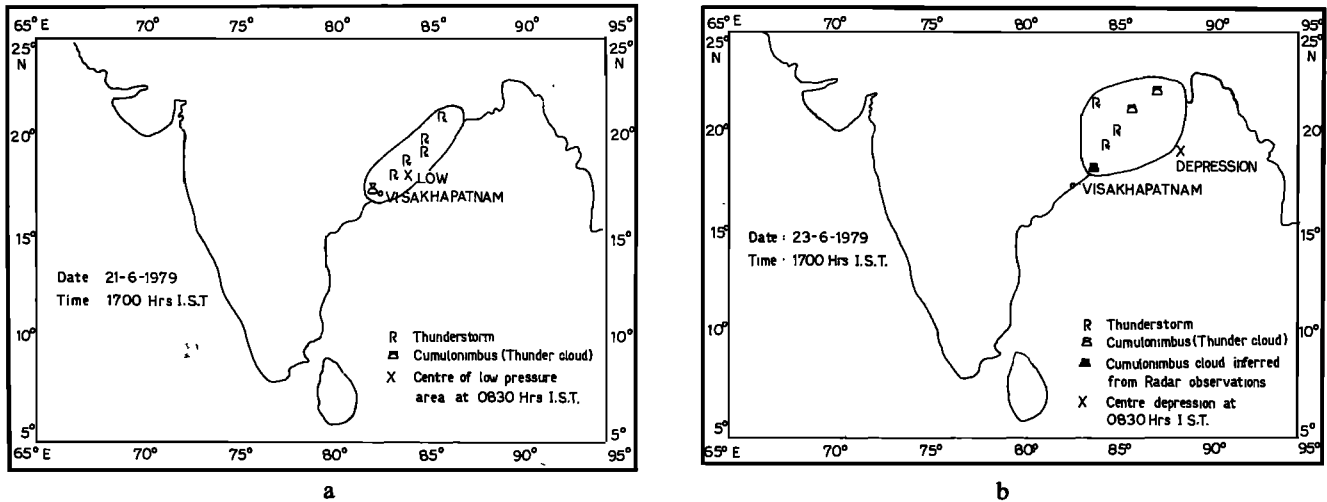 65° E 70° 75° 80° 85° 90° 95°
25° 25°
N N
20° 20°
LOW
VISAKHAPATNAM
15° 15°
Date 21-6-1979
Time 1700 Hrs I.S.T
10° 10°
R Thunderstorm
Cumulonimbus (Thunder cloud)
X Centre of low pressure
area at 0830 Hrs I.S.T.
5° 5°
65° E 70° 75° 80° 85° 90° 95°
a
65° E 70° 75° 80° 85° 90° 95°
25° 25°
N N
20° 20°
DEPRESSION
VISAKHAPATNAM
15° 15°
Date : 23-6-1979
Time · 1700 Hrs I.S.T.
10° 10°
R Thunderstorm
Cumulonimbus (Thunder cloud)
Cumulonimbus cloud inferred
from Radar observations
X Centre depression at
0830 Hrs I S T.
5° 5°
65° E 70° 75° 80° 85° 90° 95°
b